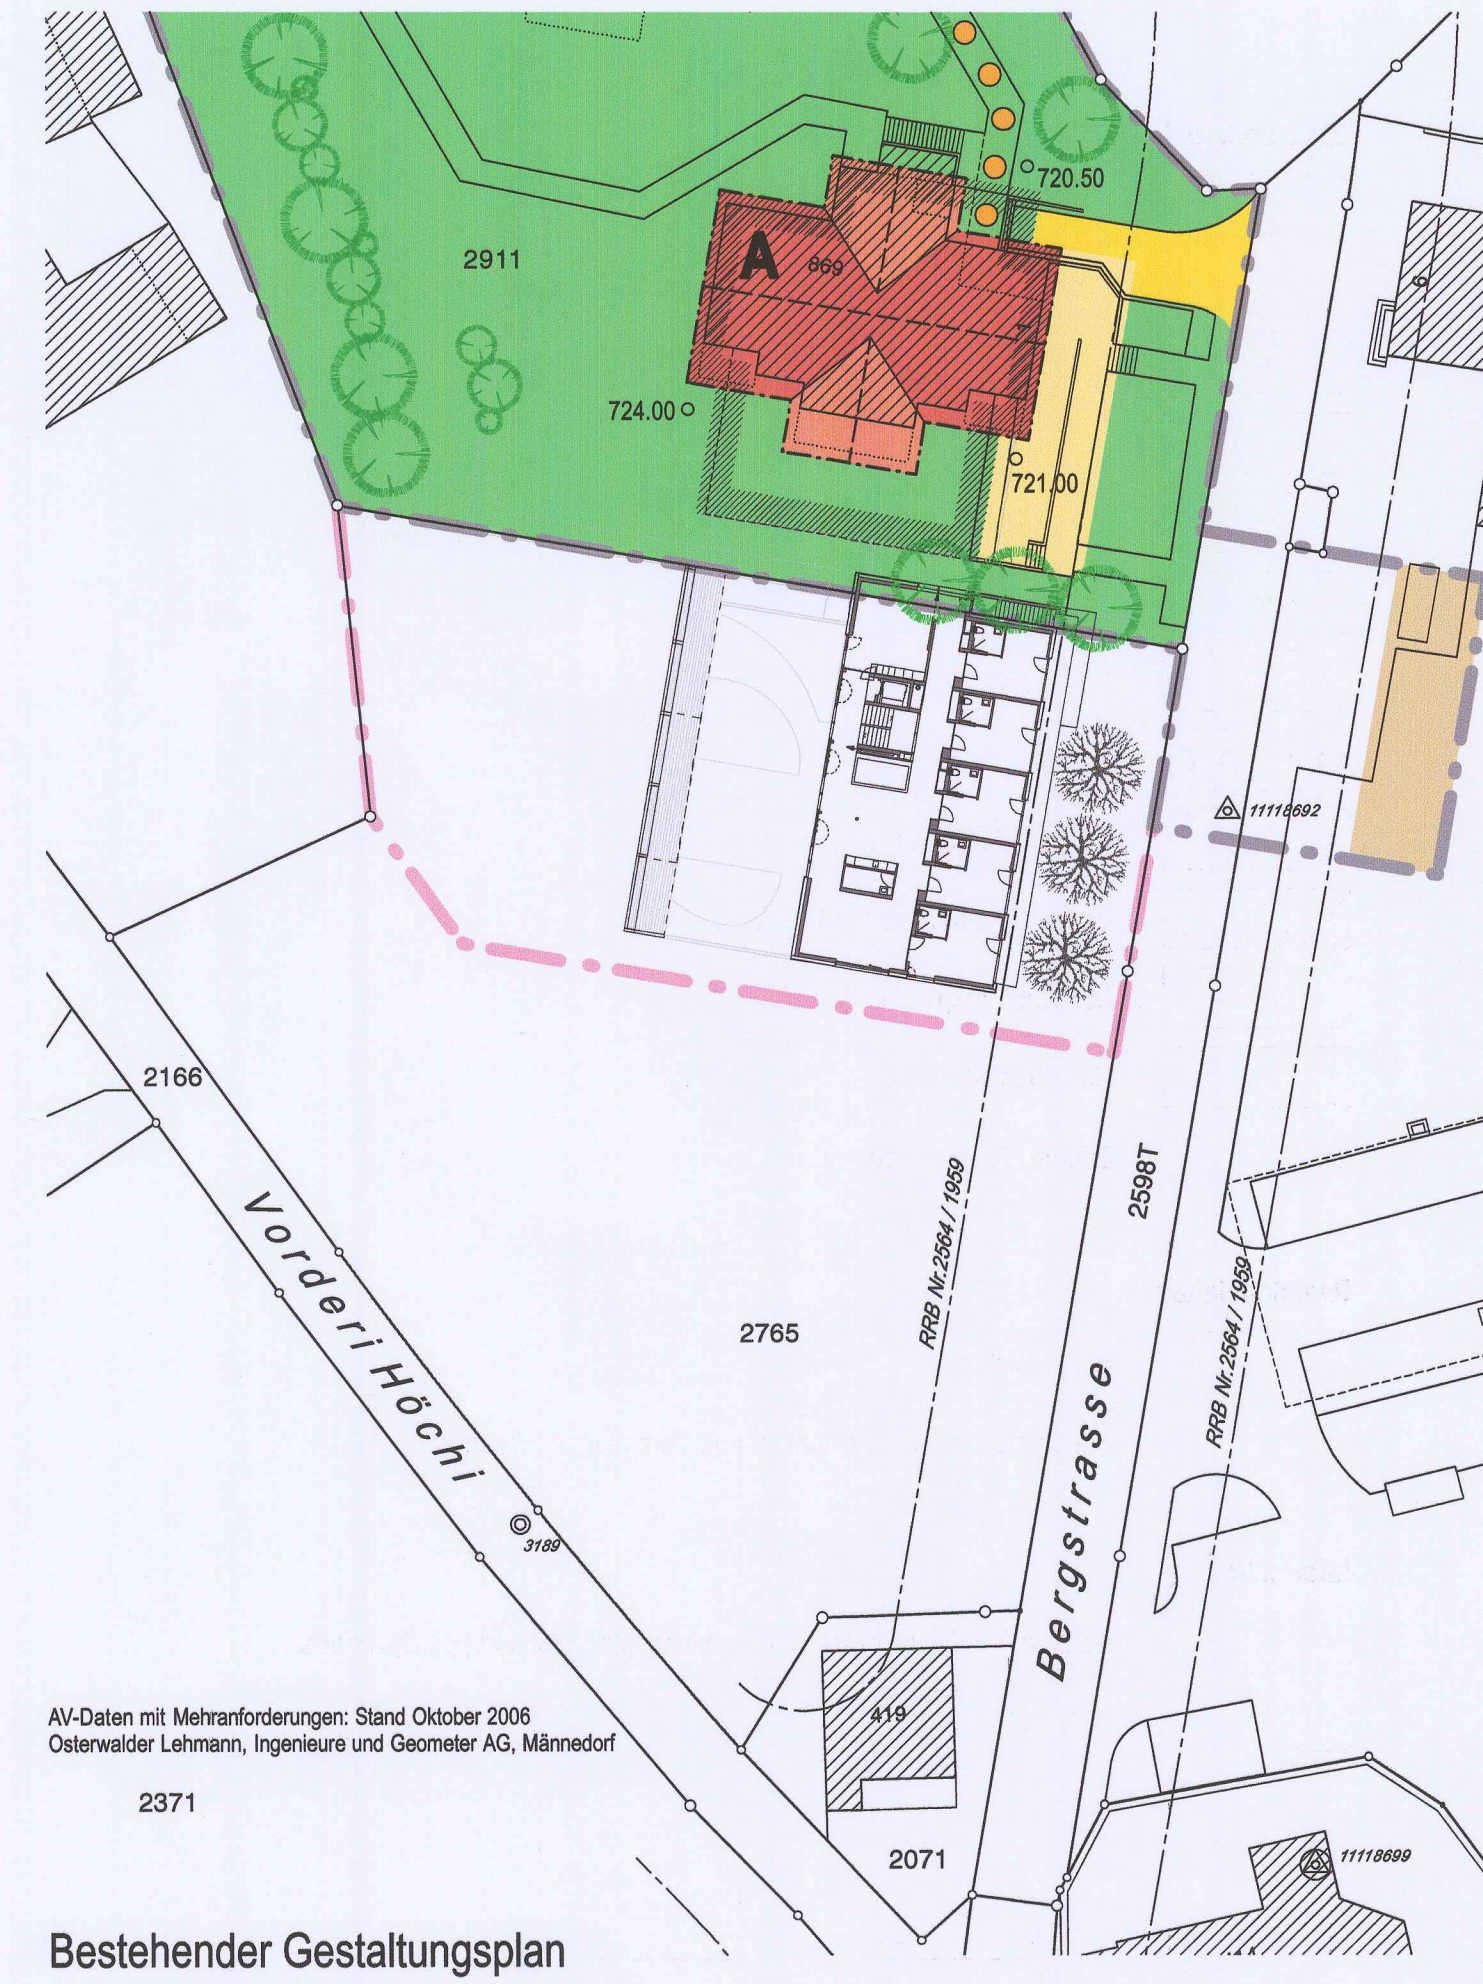 720.50
2911
A
869
6
724.00
721.00
11118692
2166
2598T
Vorderi Höchi
RRB Nr.2564 / 1959
RRB Nr.2564 / 1959
2765
Bergstrasse
3189
419
AV-Daten mit Mehranforderungen: Stand Oktober 2006
Osterwalder Lehmann, Ingenieure und Geometer AG, Männedorf
2371
2071
11118699
Bestehender Gestaltungsplan